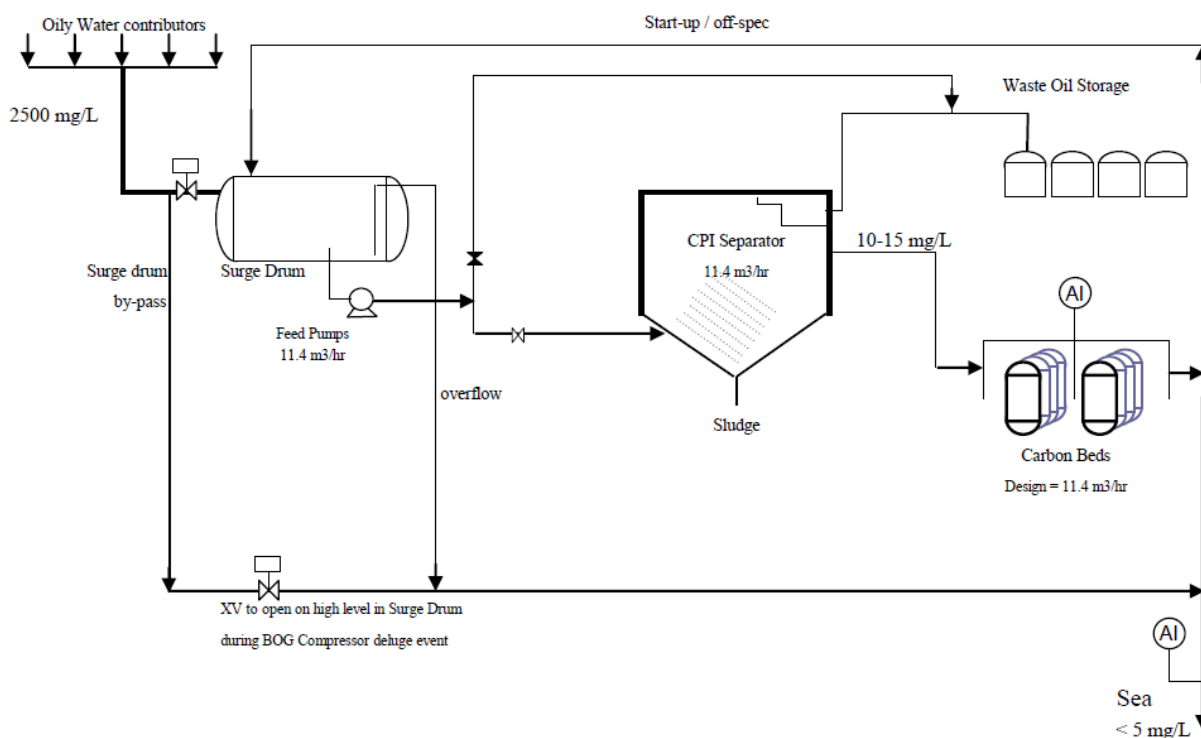 Oily Water contributors
Start-up / off-spec
Waste Oil Storage
2500 mg/L
CPI Separator
11.4 m3/hr
10-15 mg/L
Surge drum
by-pass
Surge Drum
AI
Feed Pumps
11.4 m3/hr
overflow
Sludge
Carbon Beds
Design = 11.4 m3/hr
XV to open on high level in Surge Drum
during BOG Compressor deluge event
AI
Sea
< 5 mg/L